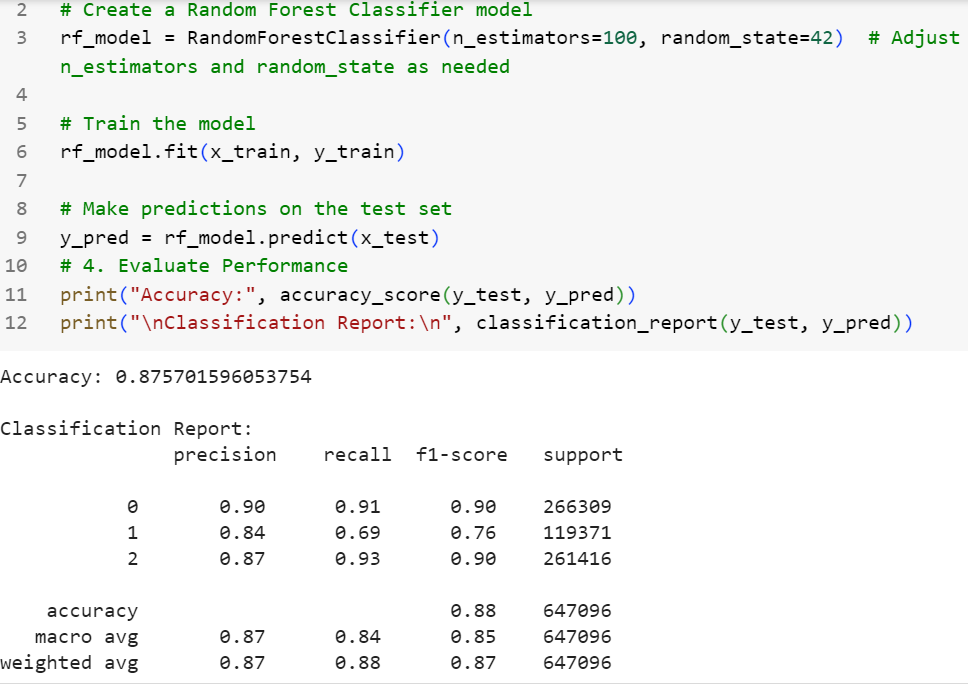 2 # Create a Random Forest Classifier model
3 rf_model = RandomForestClassifier(n_estimators=100, random_state=42)  # Adjust
n_estimators and random_state as needed
4
5 # Train the model
6 rf_model.fit(x_train, y_train)
7
8 # Make predictions on the test set
9 y_pred = rf_model.predict(x_test)
10 # 4. Evaluate Performance
11 print("Accuracy:", accuracy_score(y_test, y_pred))
12 print("\nClassification Report:\n", classification_report(y_test, y_pred))
Accuracy: 0.875701596053754
Classification Report:
precision recall f1-score support
0 0.90 0.91 0.90 266309
1 0.84 0.69 0.76 119371
2 0.87 0.93 0.90 261416
accuracy 0.88 647096
macro avg 0.87 0.84 0.85 647096
weighted avg 0.87 0.88 0.87 647096